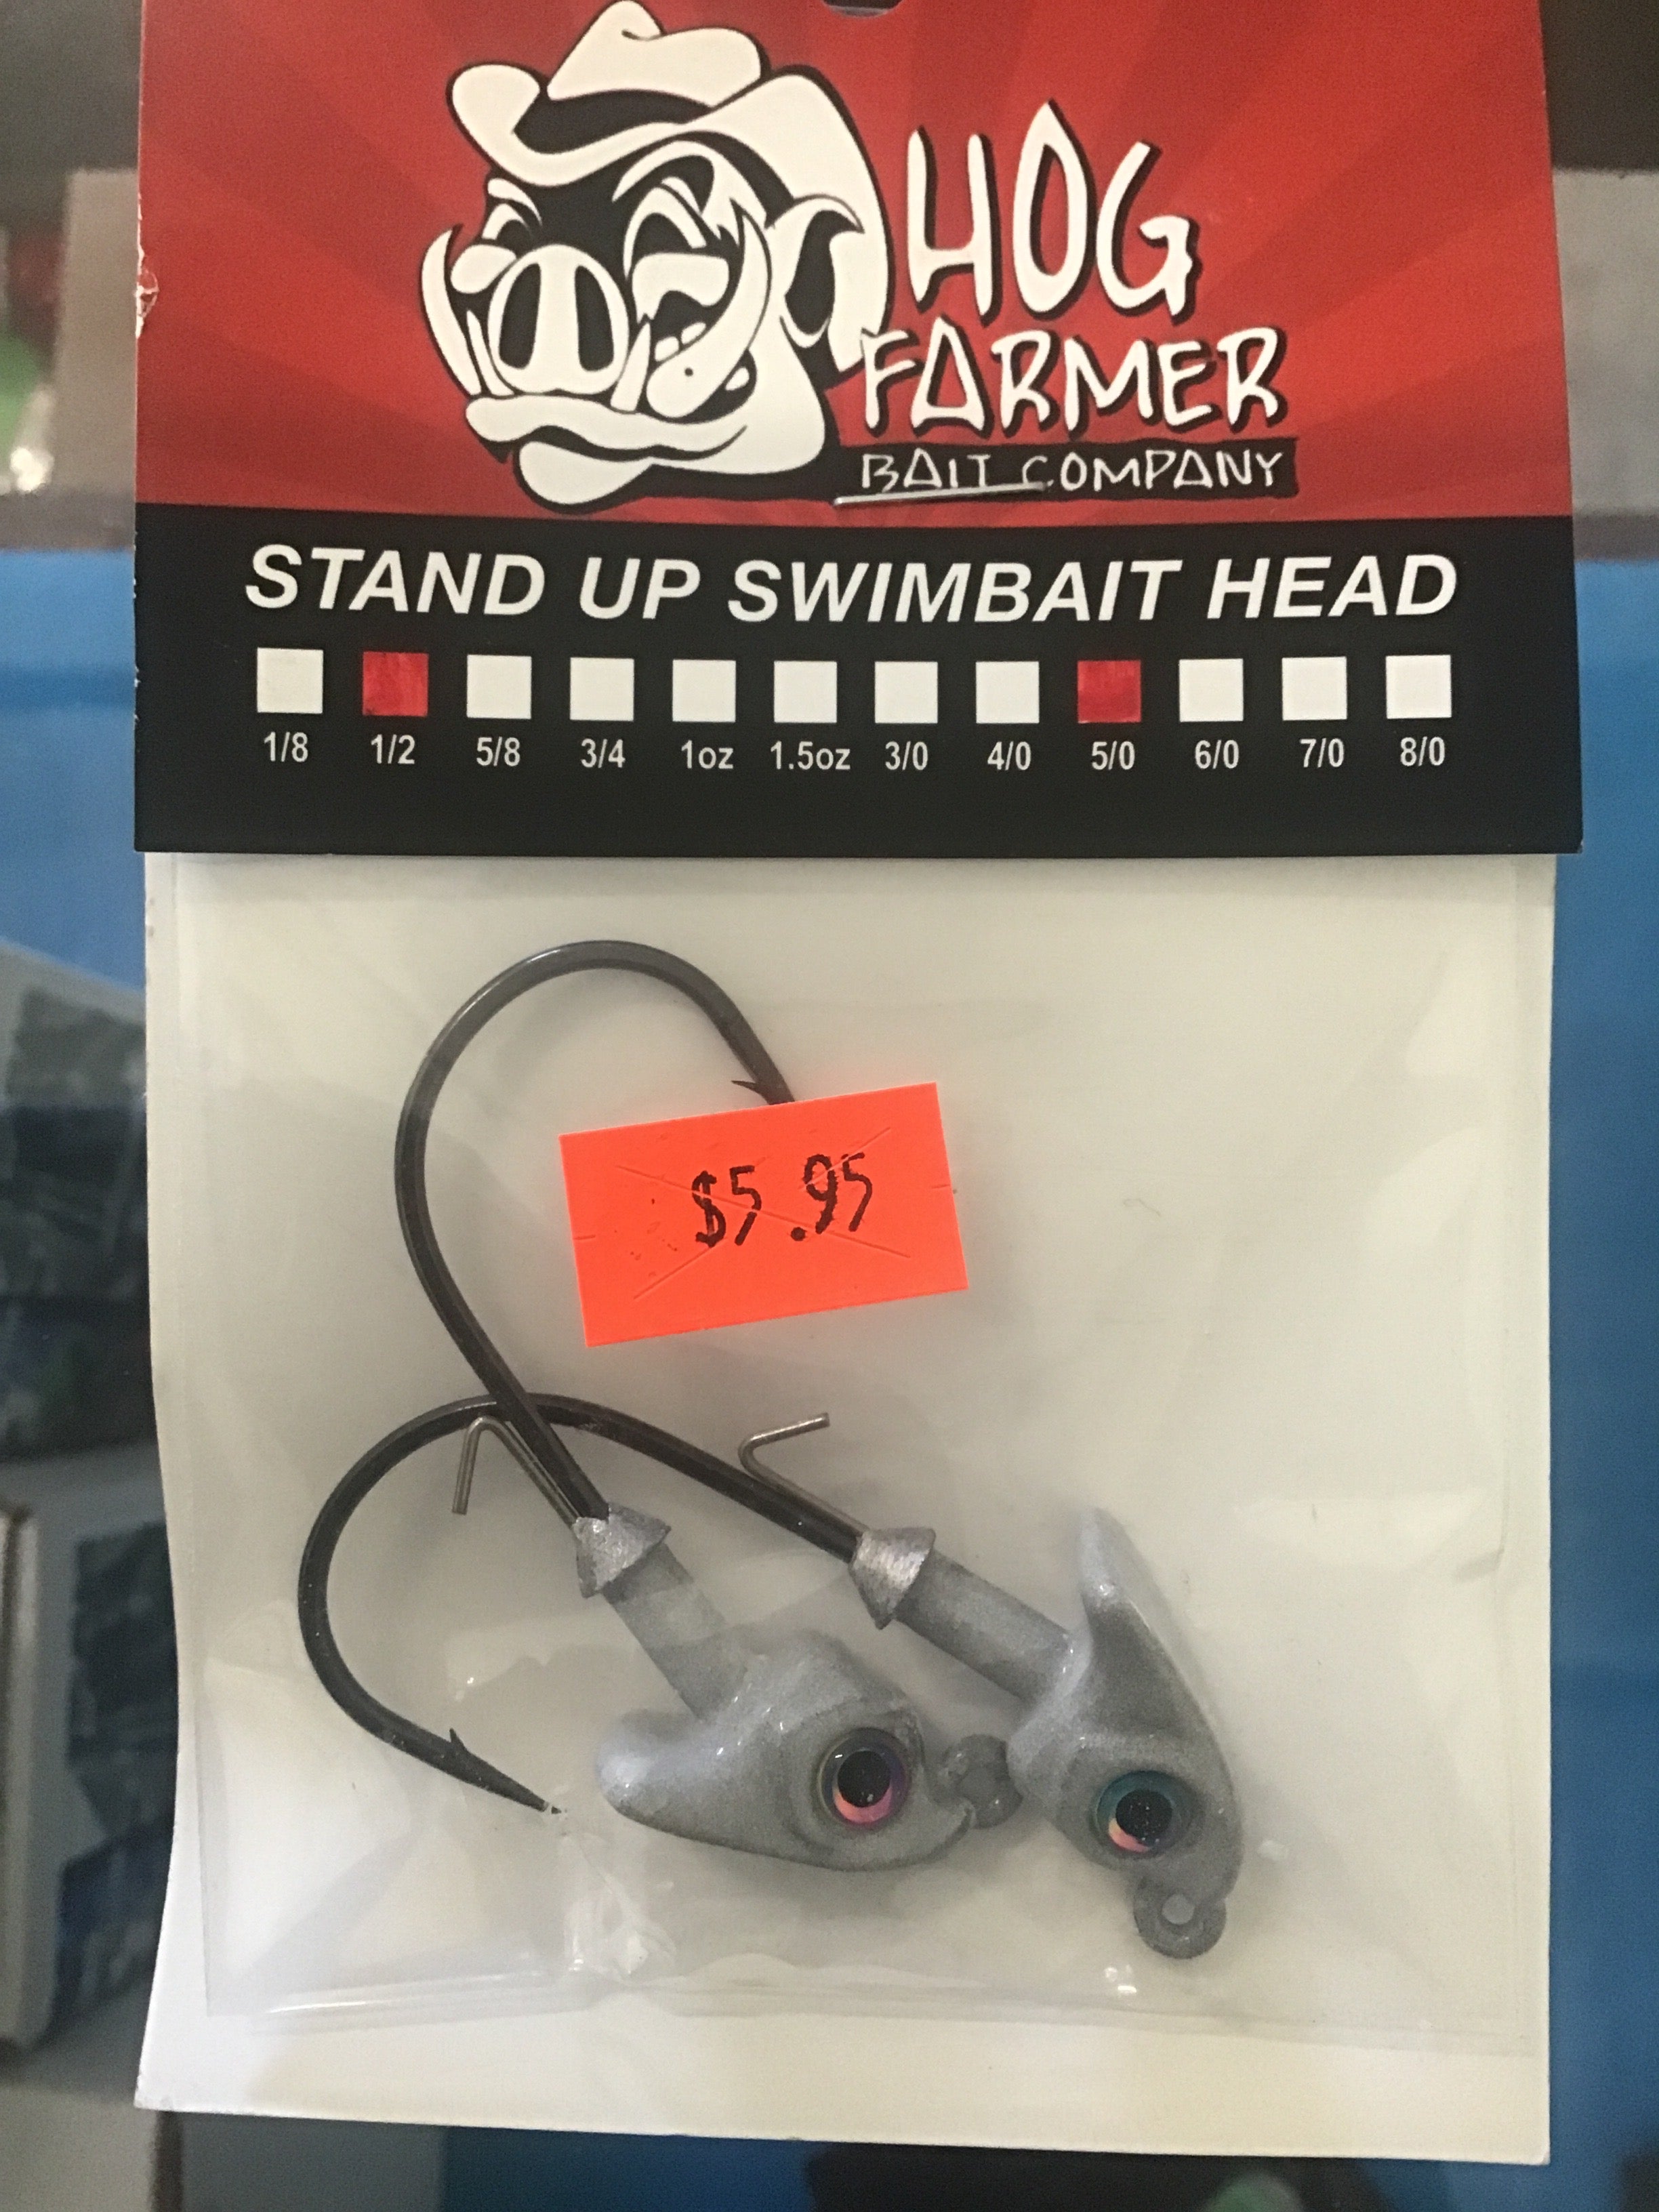 HOG
FARMER
BAIT COMPANY
STAND UP SWIMBAIT HEAD
1/8 1/2 5/8 3/4 1oz 1.5oz 3/0 4/0 5/0 6/0 7/0 8/0
$5.95